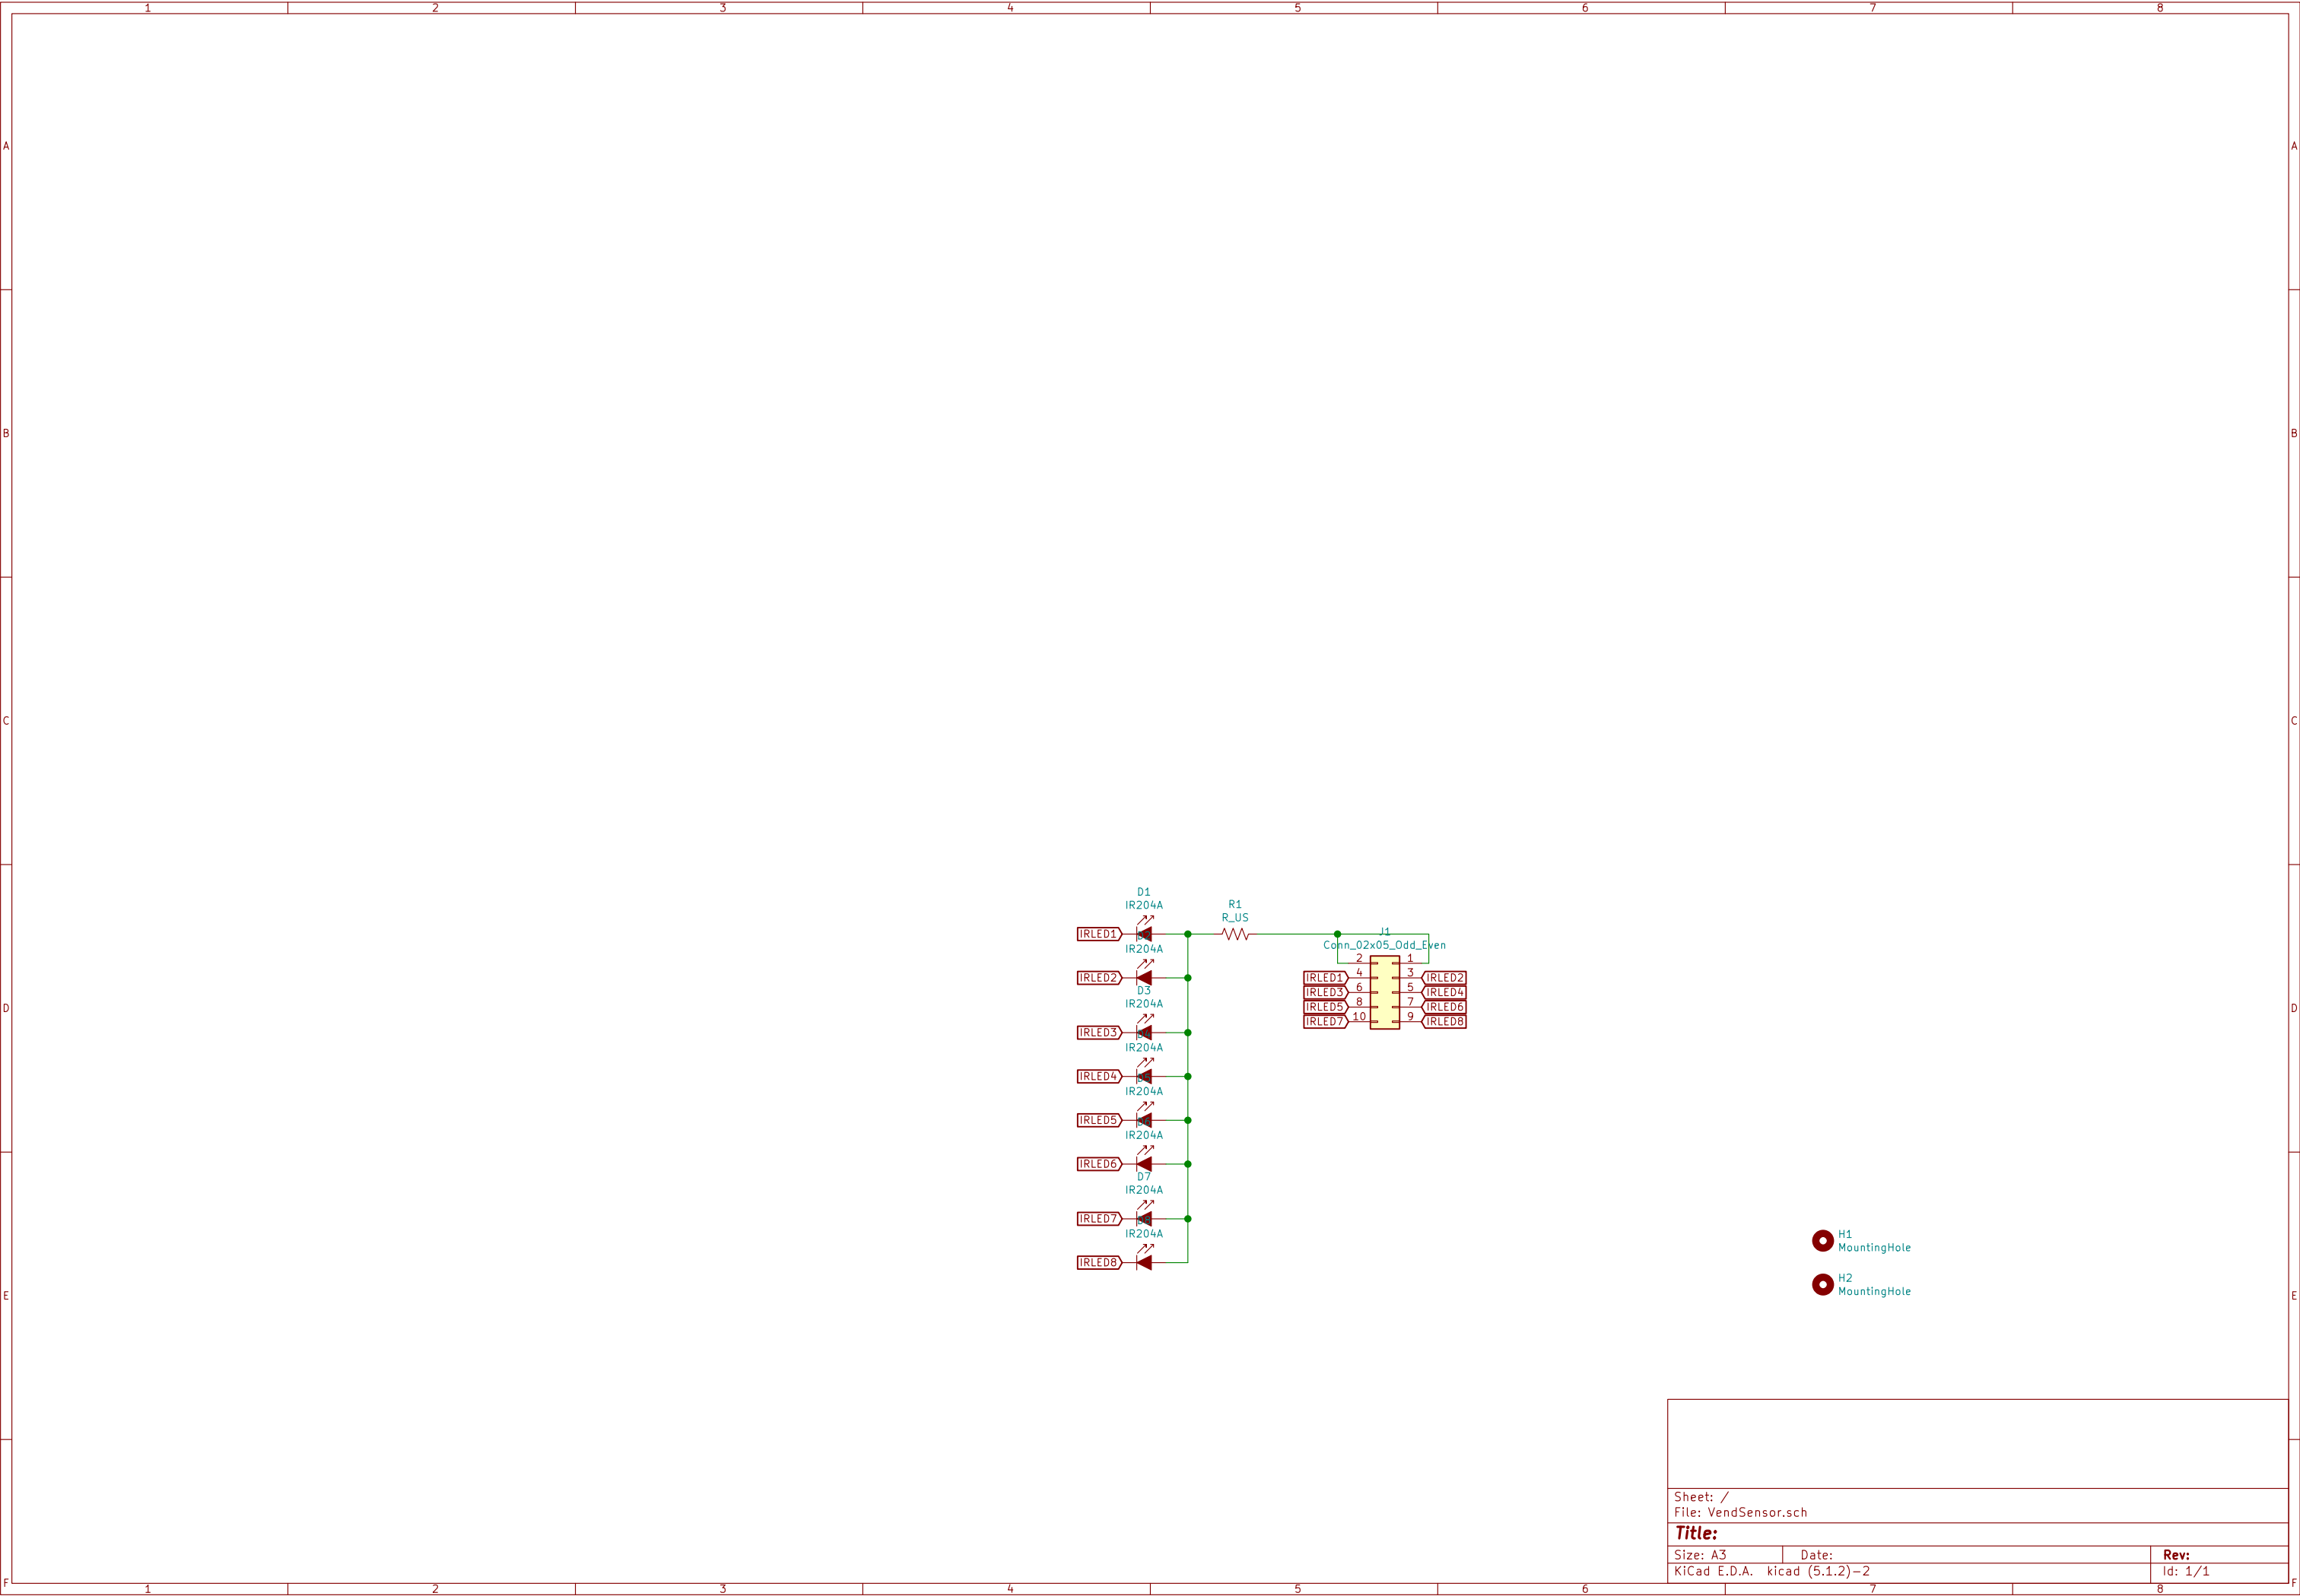 1 2 3 4 5 6 7 8
A A
B B
C C
D1
IR204A
R1
R_US
IRLED1
J1
IR204A
Conn_02x05_Odd_Even
2 1
IRLED2
IRLED1 4 3 IRLED2
D3
IRLED3 6 5 IRLED4
IR204A
IRLED5 8 7 IRLED6
D D
IRLED7 10 9 IRLED8
IRLED3
IR204A
IRLED4
IR204A
IRLED5
IR204A
IRLED6
D7
IR204A
IRLED7
IR204A
H1
MountingHole
IRLED8
H2
MountingHole
E E
Sheet: /
File: VendSensor.sch
Title:
Size: A3 Date: Rev:
KiCad E.D.A. kicad (5.1.2)-2 Id: 1/1
F F
1 2 3 4 5 6 7 8